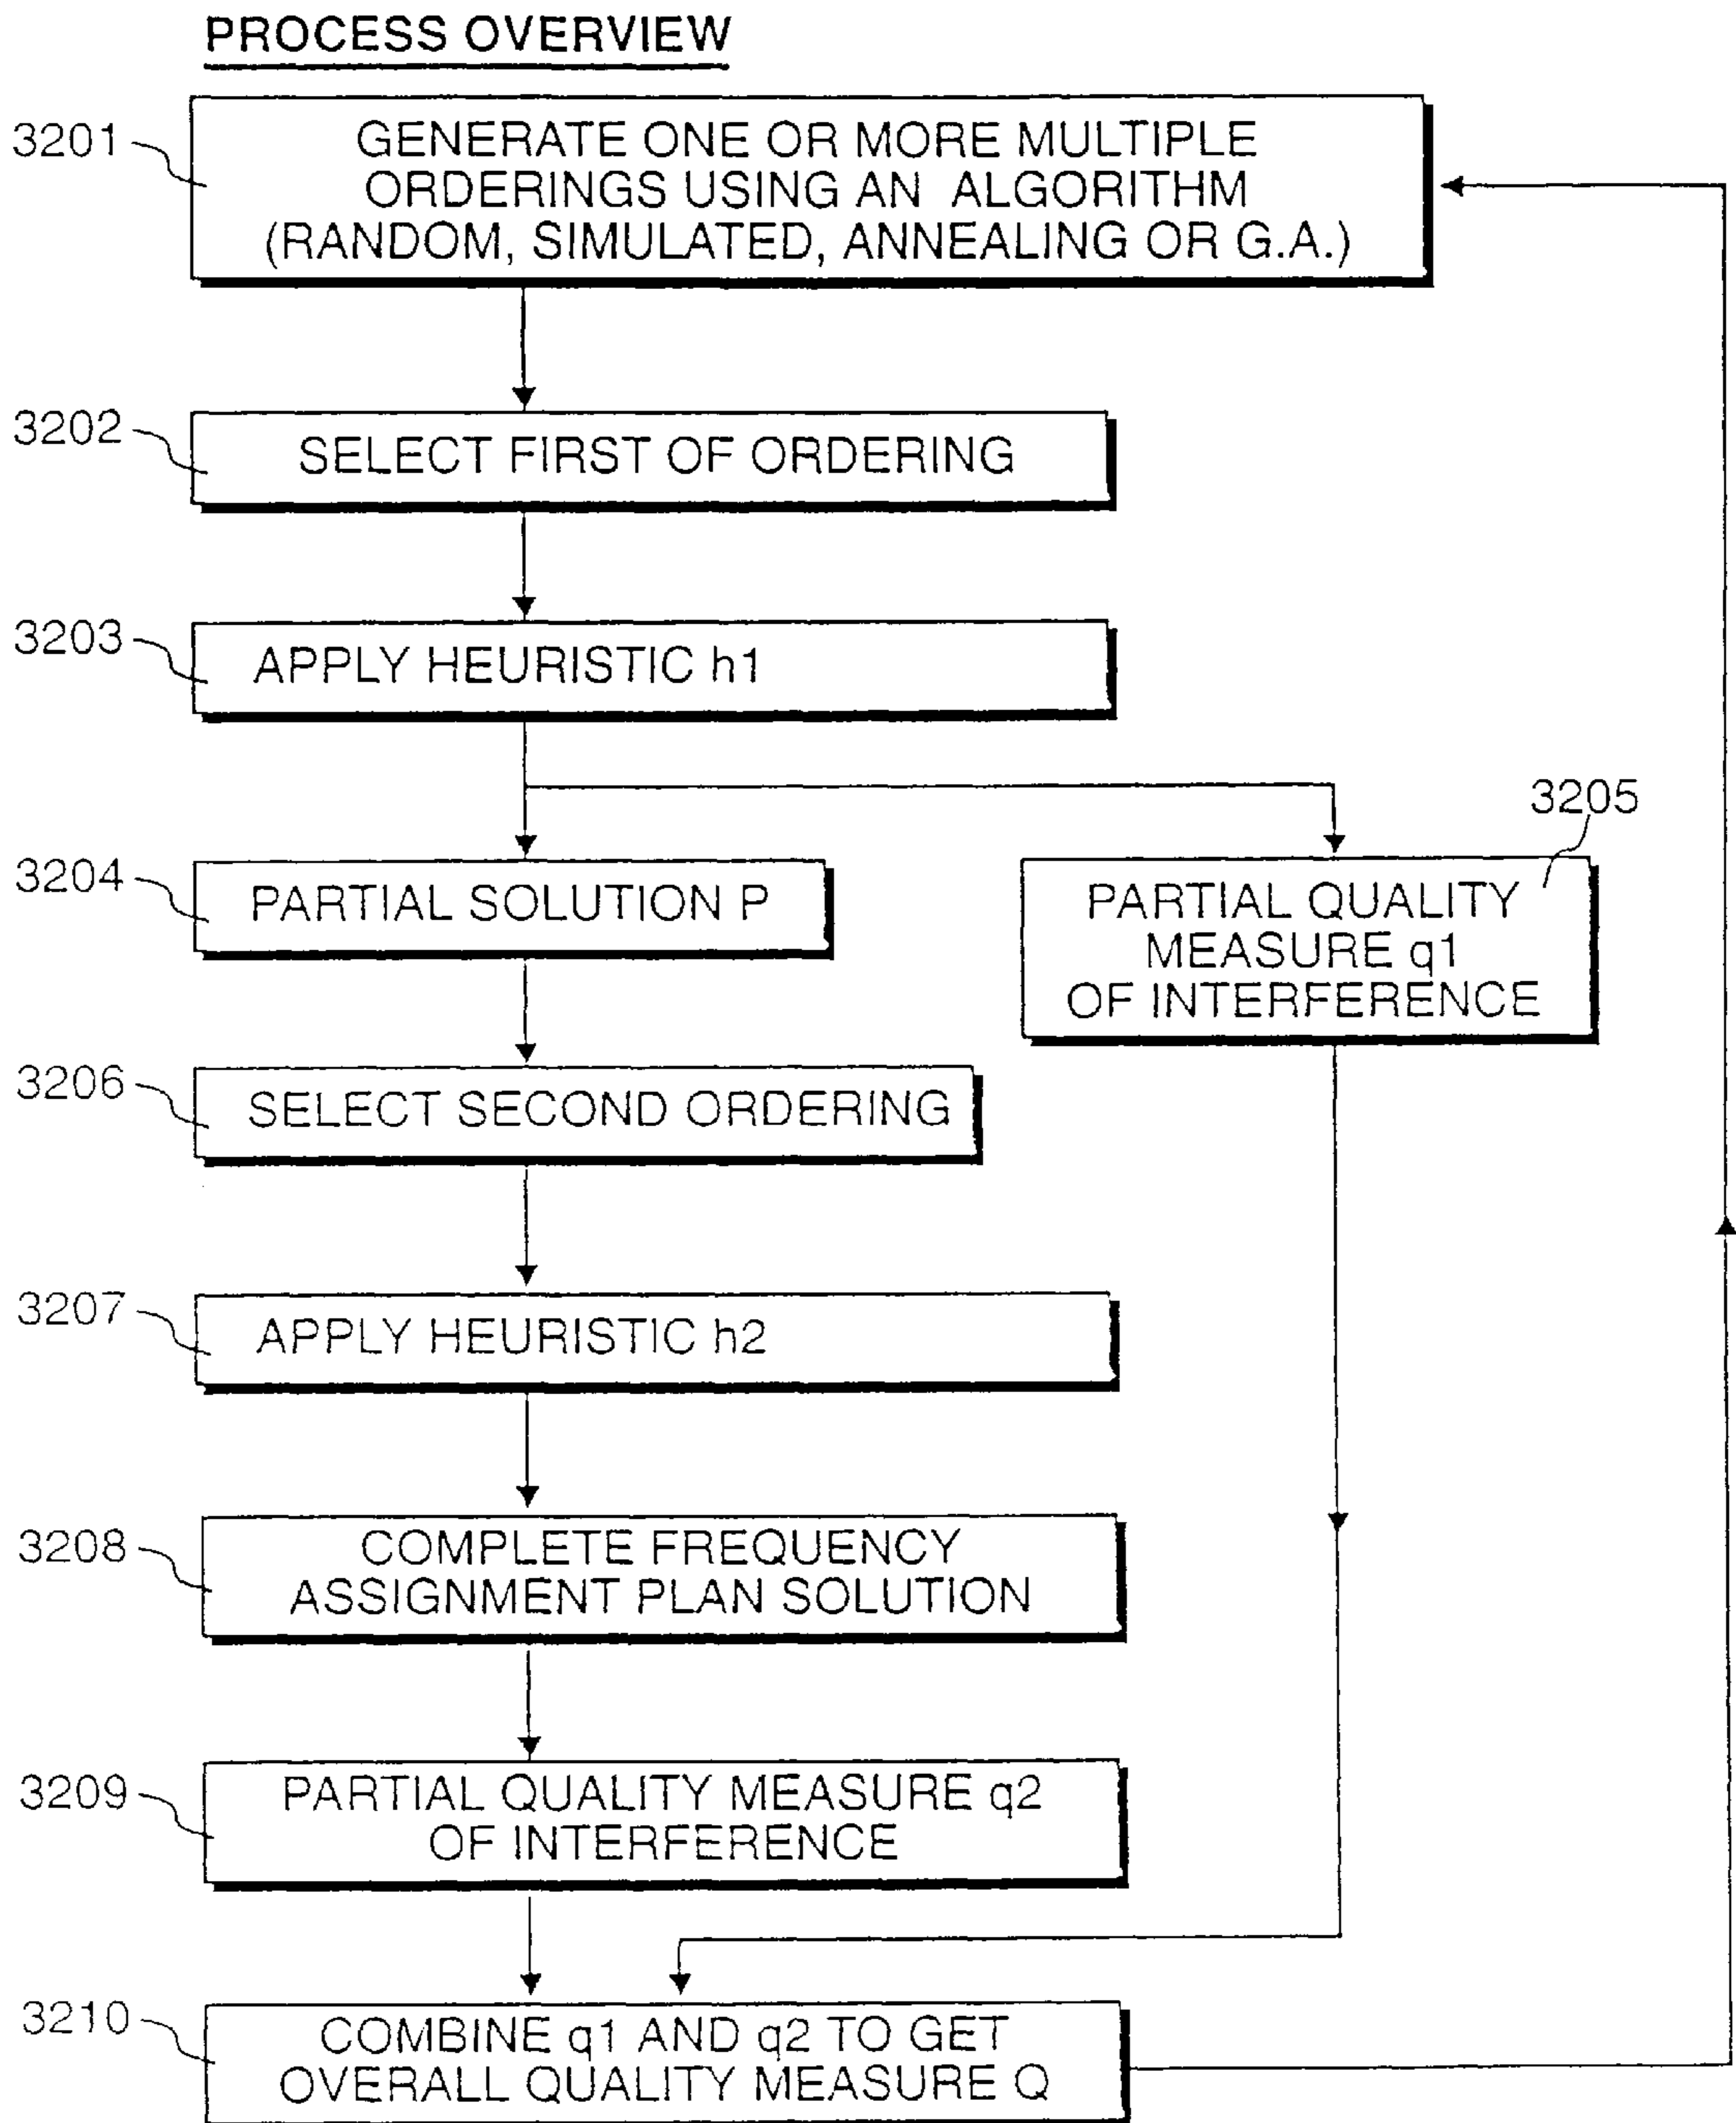 PROCESS OVERVIEW
3201
GENERATE ONE OR MORE MULTIPLE
ORDERINGS USING AN ALGORITHM
(RANDOM, SIMULATED, ANNEALING OR G.A.)
3202
SELECT FIRST OF ORDERING
3203
APPLY HEURISTIC h1
3204
PARTIAL SOLUTION P
3205
PARTIAL QUALITY
MEASURE q1
OF INTERFERENCE
3206
SELECT SECOND ORDERING
3207
APPLY HEURISTIC h2
3208
COMPLETE FREQUENCY
ASSIGNMENT PLAN SOLUTION
3209
PARTIAL QUALITY MEASURE q2
OF INTERFERENCE
3210
COMBINE q1 AND q2 TO GET
OVERALL QUALITY MEASURE Q